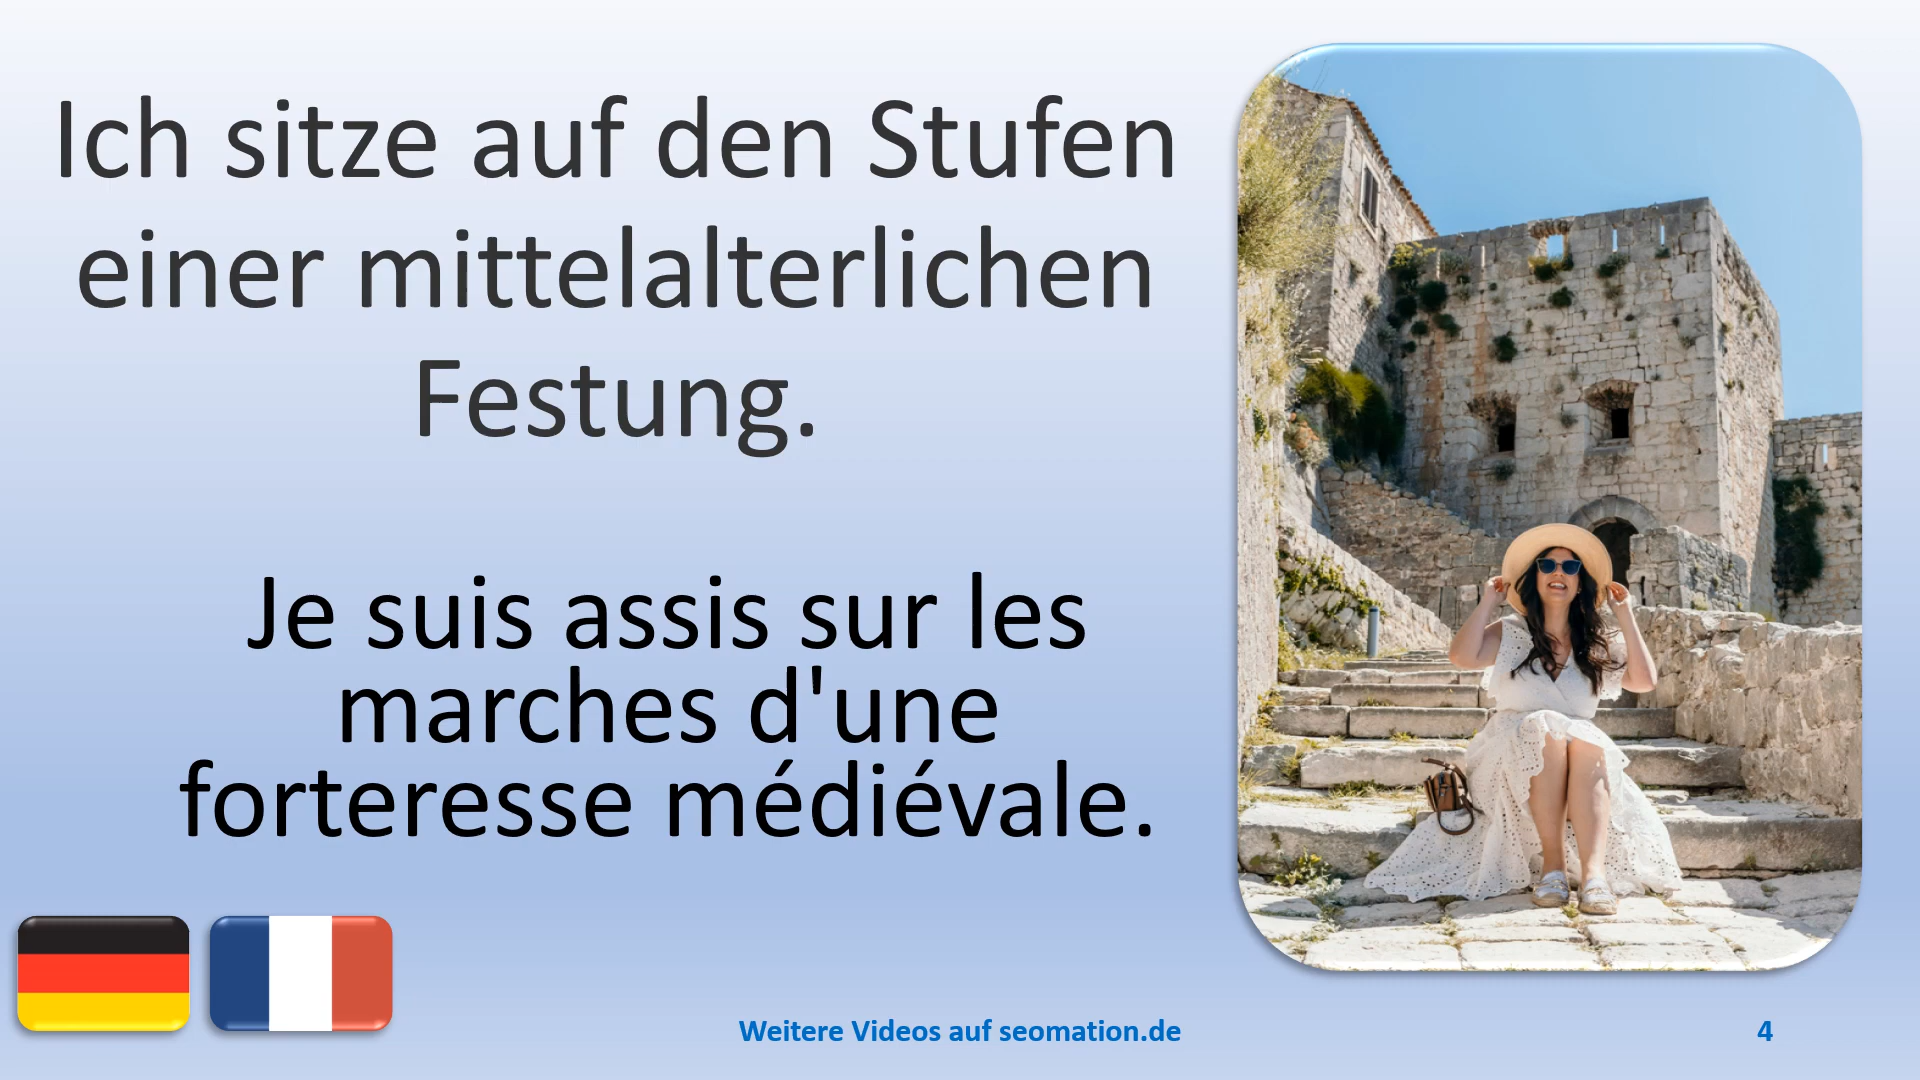 Ich sitze auf den Stufen
einer mittelalterlichen
Festung.
Je suis assis sur les
marches d'une
forteresse médiévale.
Weitere Videos auf seomation.de
4